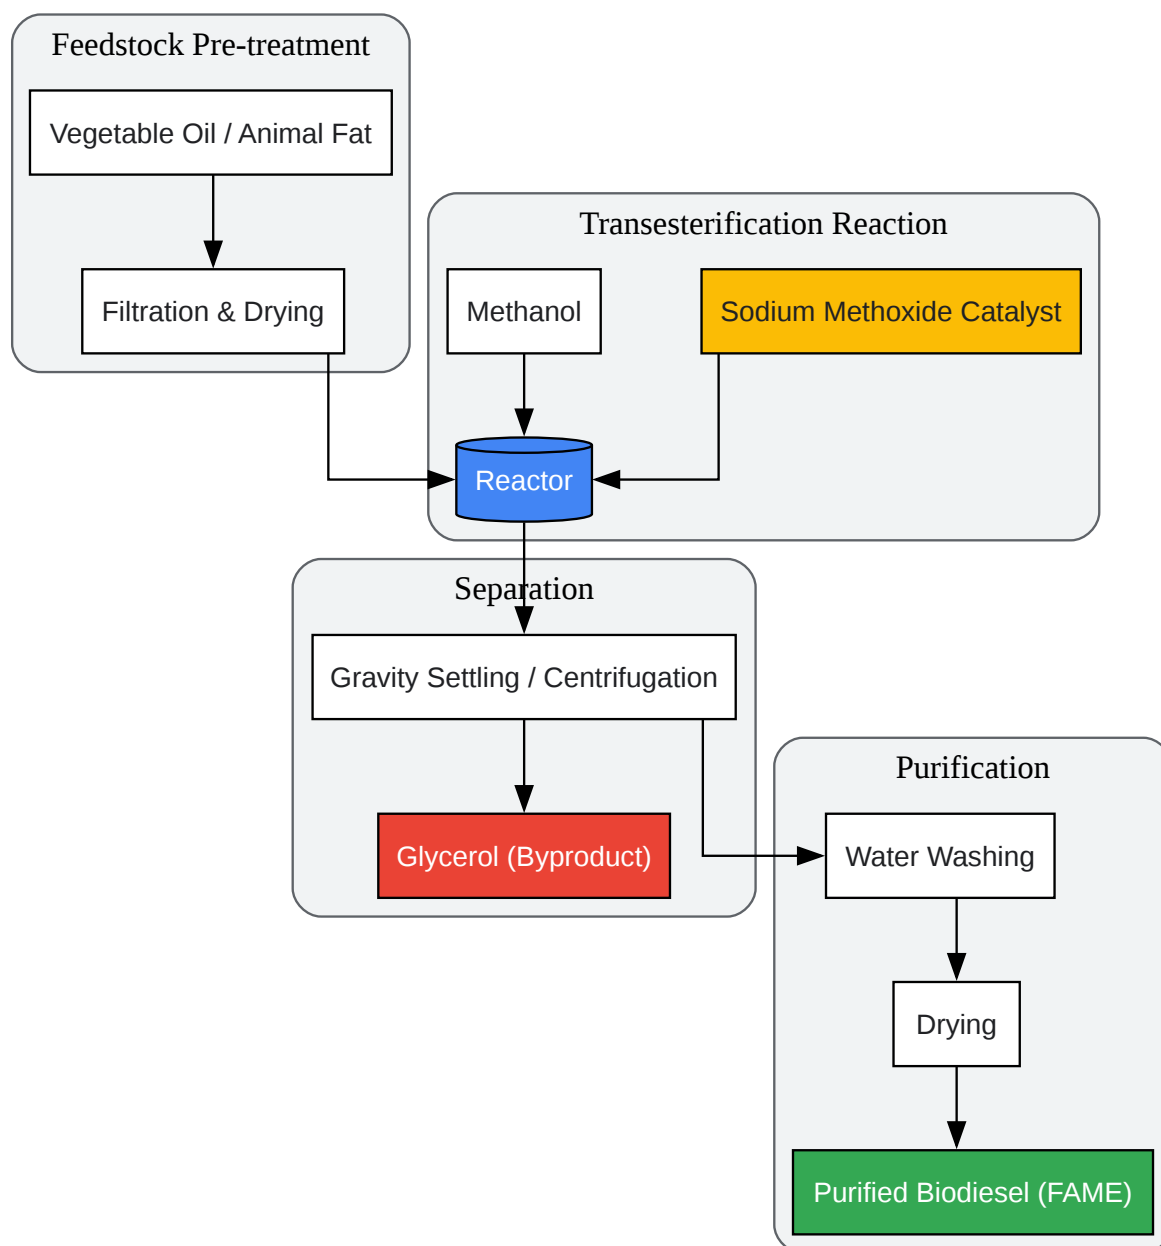 Feedstock Pre-treatment
Vegetable Oil / Animal Fat
Filtration & Drying
Transesterification Reaction
Methanol
Sodium Methoxide Catalyst
Reactor
Separation
Gravity Settling / Centrifugation
Glycerol (Byproduct)
Purification
Water Washing
Drying
Purified Biodiesel (FAME)